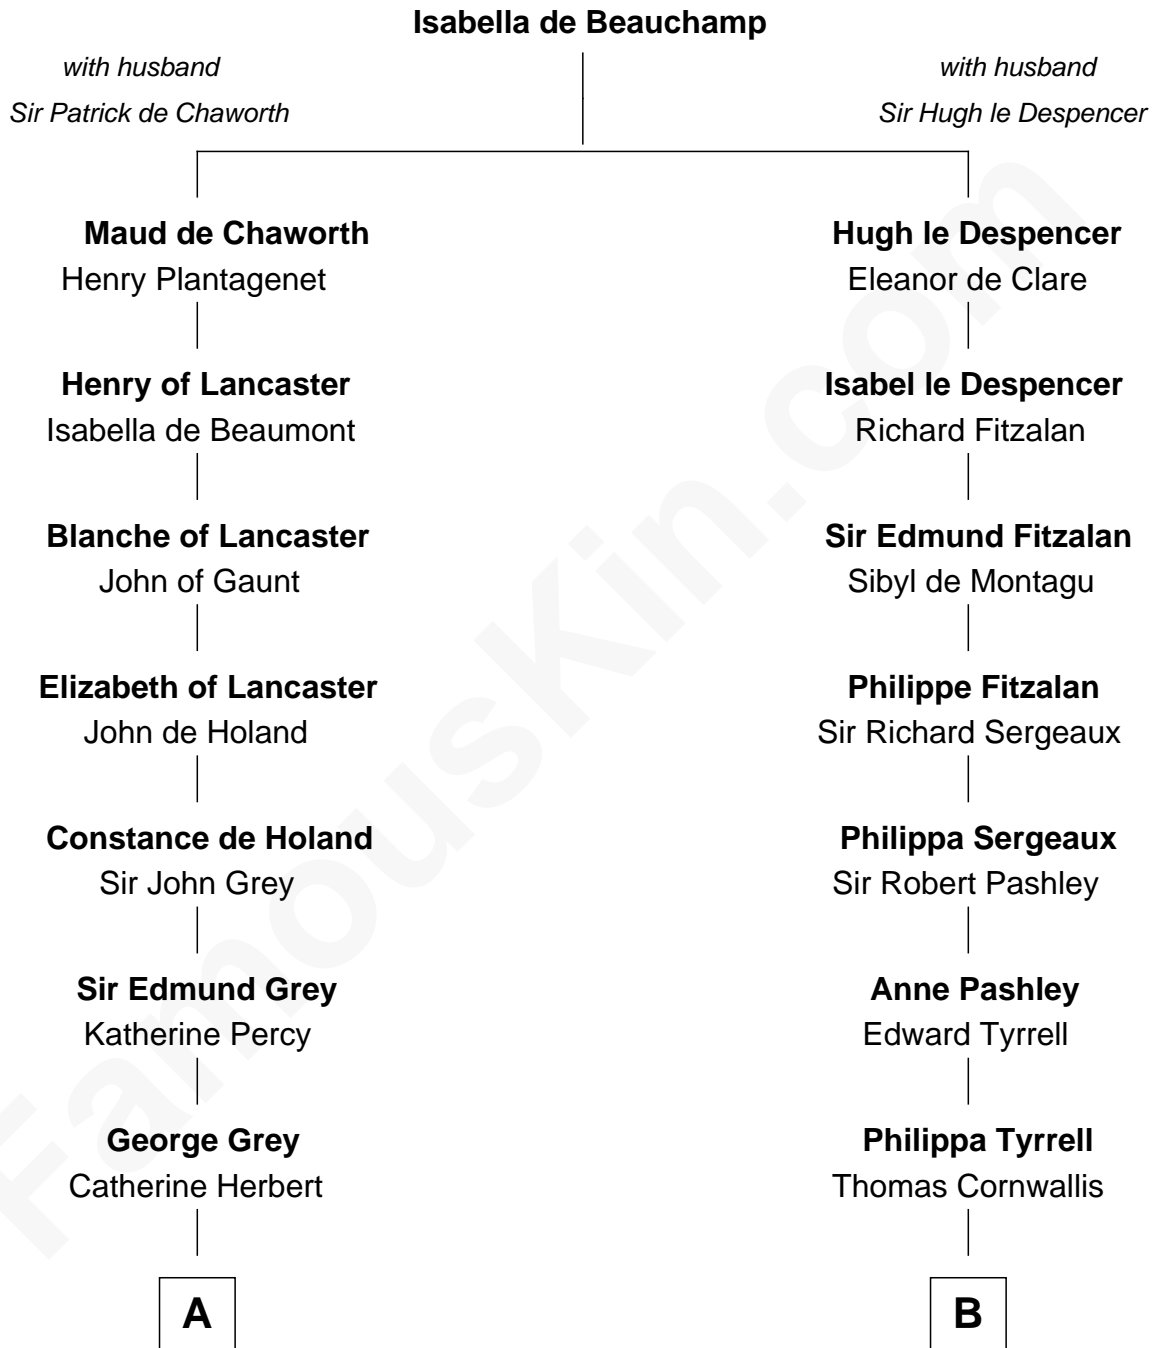 Isabella de Beauchamp
with husband
Sir Patrick de Chaworth
with husband
Sir Hugh le Despencer
Maud de Chaworth
Henry Plantagenet
Henry of Lancaster
Isabella de Beaumont
Blanche of Lancaster
John of Gaunt
Elizabeth of Lancaster
John de Holand
Constance de Holand
Sir John Grey
Sir Edmund Grey
Katherine Percy
George Grey
Catherine Herbert
A
Hugh le Despencer
Eleanor de Clare
Isabel le Despencer
Richard Fitzalan
Sir Edmund Fitzalan
Sibyl de Montagu
Philippe Fitzalan
Sir Richard Sergeaux
Philippa Sergeaux
Sir Robert Pashley
Anne Pashley
Edward Tyrrell
Philippa Tyrrell
Thomas Cornwallis
B
FamousKin.com